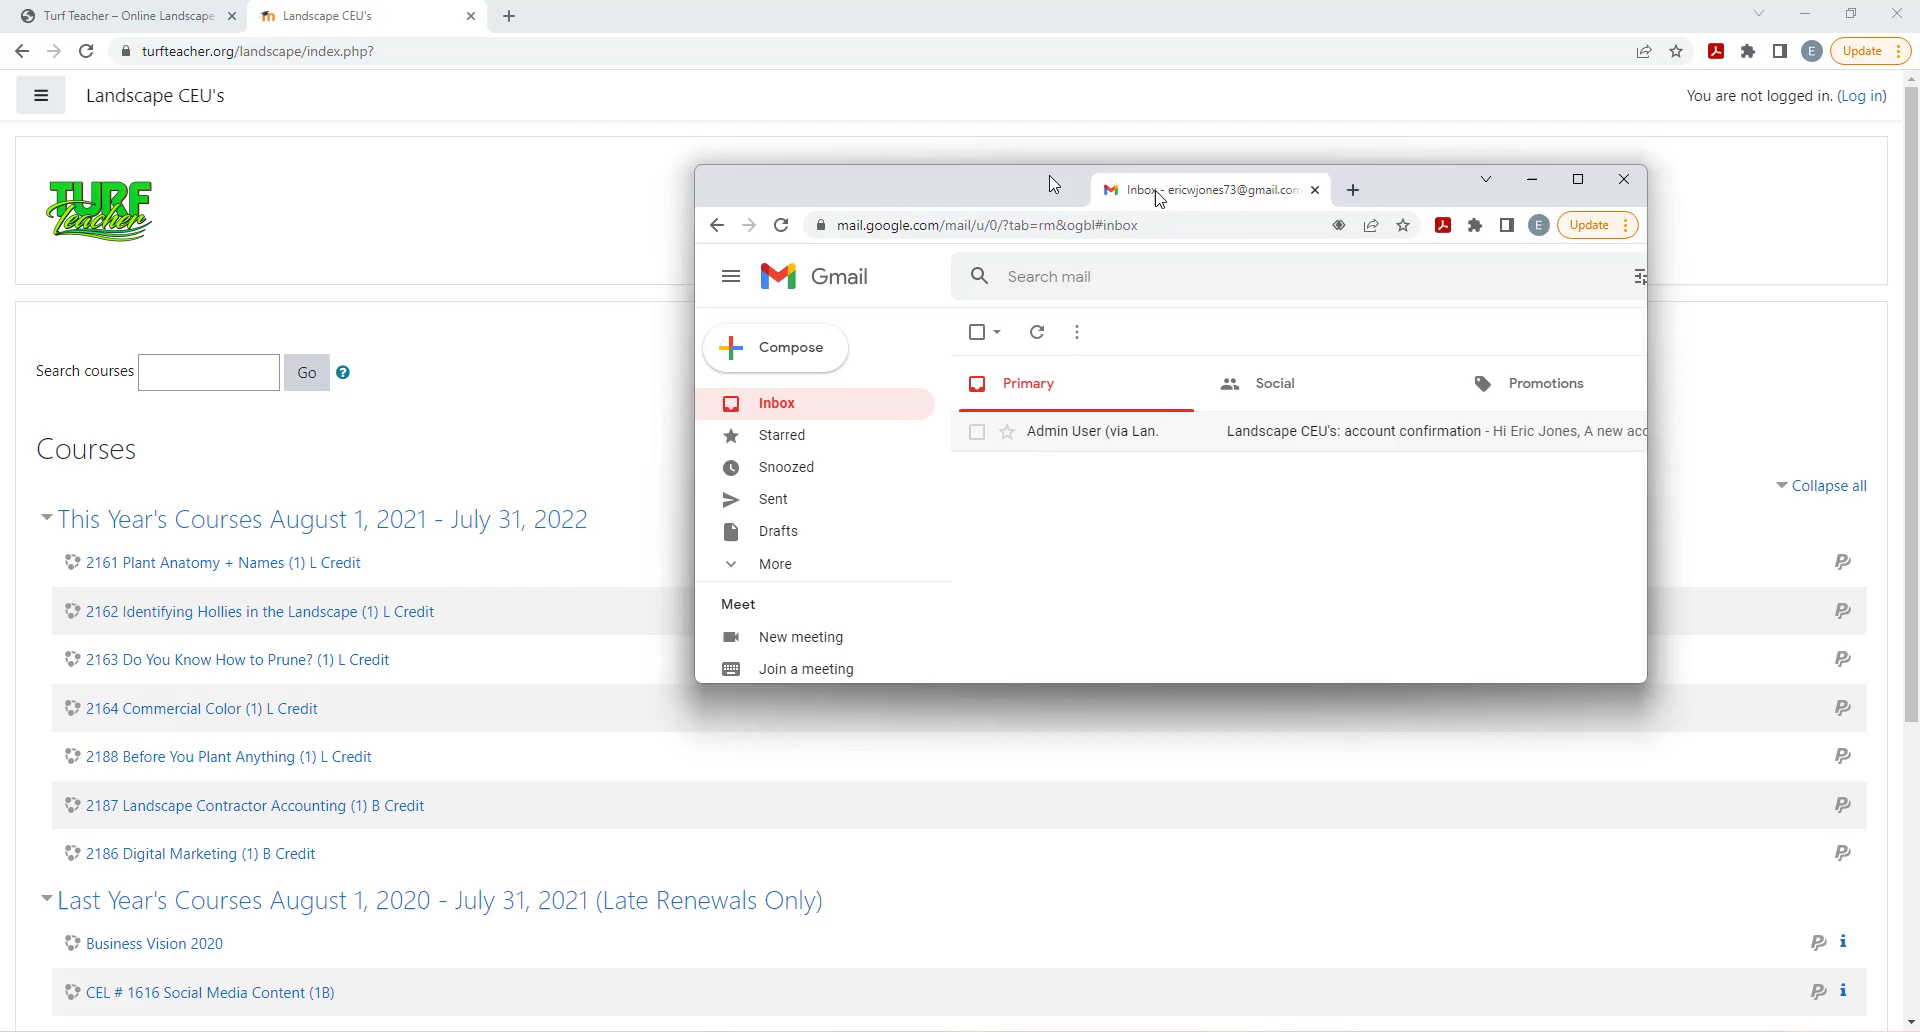 Turf Teacher – Online Landscape
Landscape CEU's
turfteacher.org/landscape/index.php?
E
Update
Landscape CEU's
You are not logged in. (Log in)
TURF
Teacher
Inbox - ericwjones73@gmail.com
mail.google.com/mail/u/0/?tab=rm&ogbl#inbox
E
Update
Gmail
Search mail
Compose
Primary
Social
Promotions
Inbox
Admin User (via Lan.
Landscape CEU's: account confirmation - Hi Eric Jones, A new acc
Starred
Snoozed
Sent
Drafts
More
Meet
New meeting
Join a meeting
Search courses
Go
?
Courses
Collapse all
This Year's Courses August 1, 2021 - July 31, 2022
2161 Plant Anatomy + Names (1) L Credit
2162 Identifying Hollies in the Landscape (1) L Credit
2163 Do You Know How to Prune? (1) L Credit
2164 Commercial Color (1) L Credit
2188 Before You Plant Anything (1) L Credit
2187 Landscape Contractor Accounting (1) B Credit
2186 Digital Marketing (1) B Credit
Last Year's Courses August 1, 2020 - July 31, 2021 (Late Renewals Only)
Business Vision 2020
CEL # 1616 Social Media Content (1B)